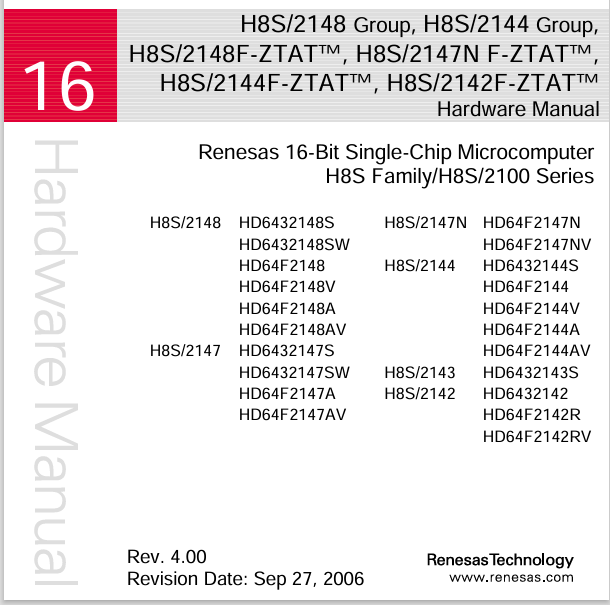 H8S/2148 Group, H8S/2144 Group,
H8S/2148F-ZTAT™, H8S/2147N F-ZTAT™,
H8S/2144F-ZTAT™, H8S/2142F-ZTAT™
Hardware Manual
16
Hardware Manual
Renesas 16-Bit Single-Chip Microcomputer
H8S Family/H8S/2100 Series
H8S/2148 HD6432148S H8S/2147N HD64F2147N
HD6432148SW HD64F2147NV
HD64F2148 H8S/2144 HD6432144S
HD64F2148V HD64F2144
HD64F2148A HD64F2144V
HD64F2148AV HD64F2144A
H8S/2147 HD6432147S HD64F2144AV
HD6432147SW H8S/2143 HD6432143S
HD64F2147A H8S/2142 HD6432142
HD64F2147AV HD64F2142R
HD64F2142RV
Rev. 4.00
Revision Date: Sep 27, 2006
RenesasTechnology
www.renesas.com